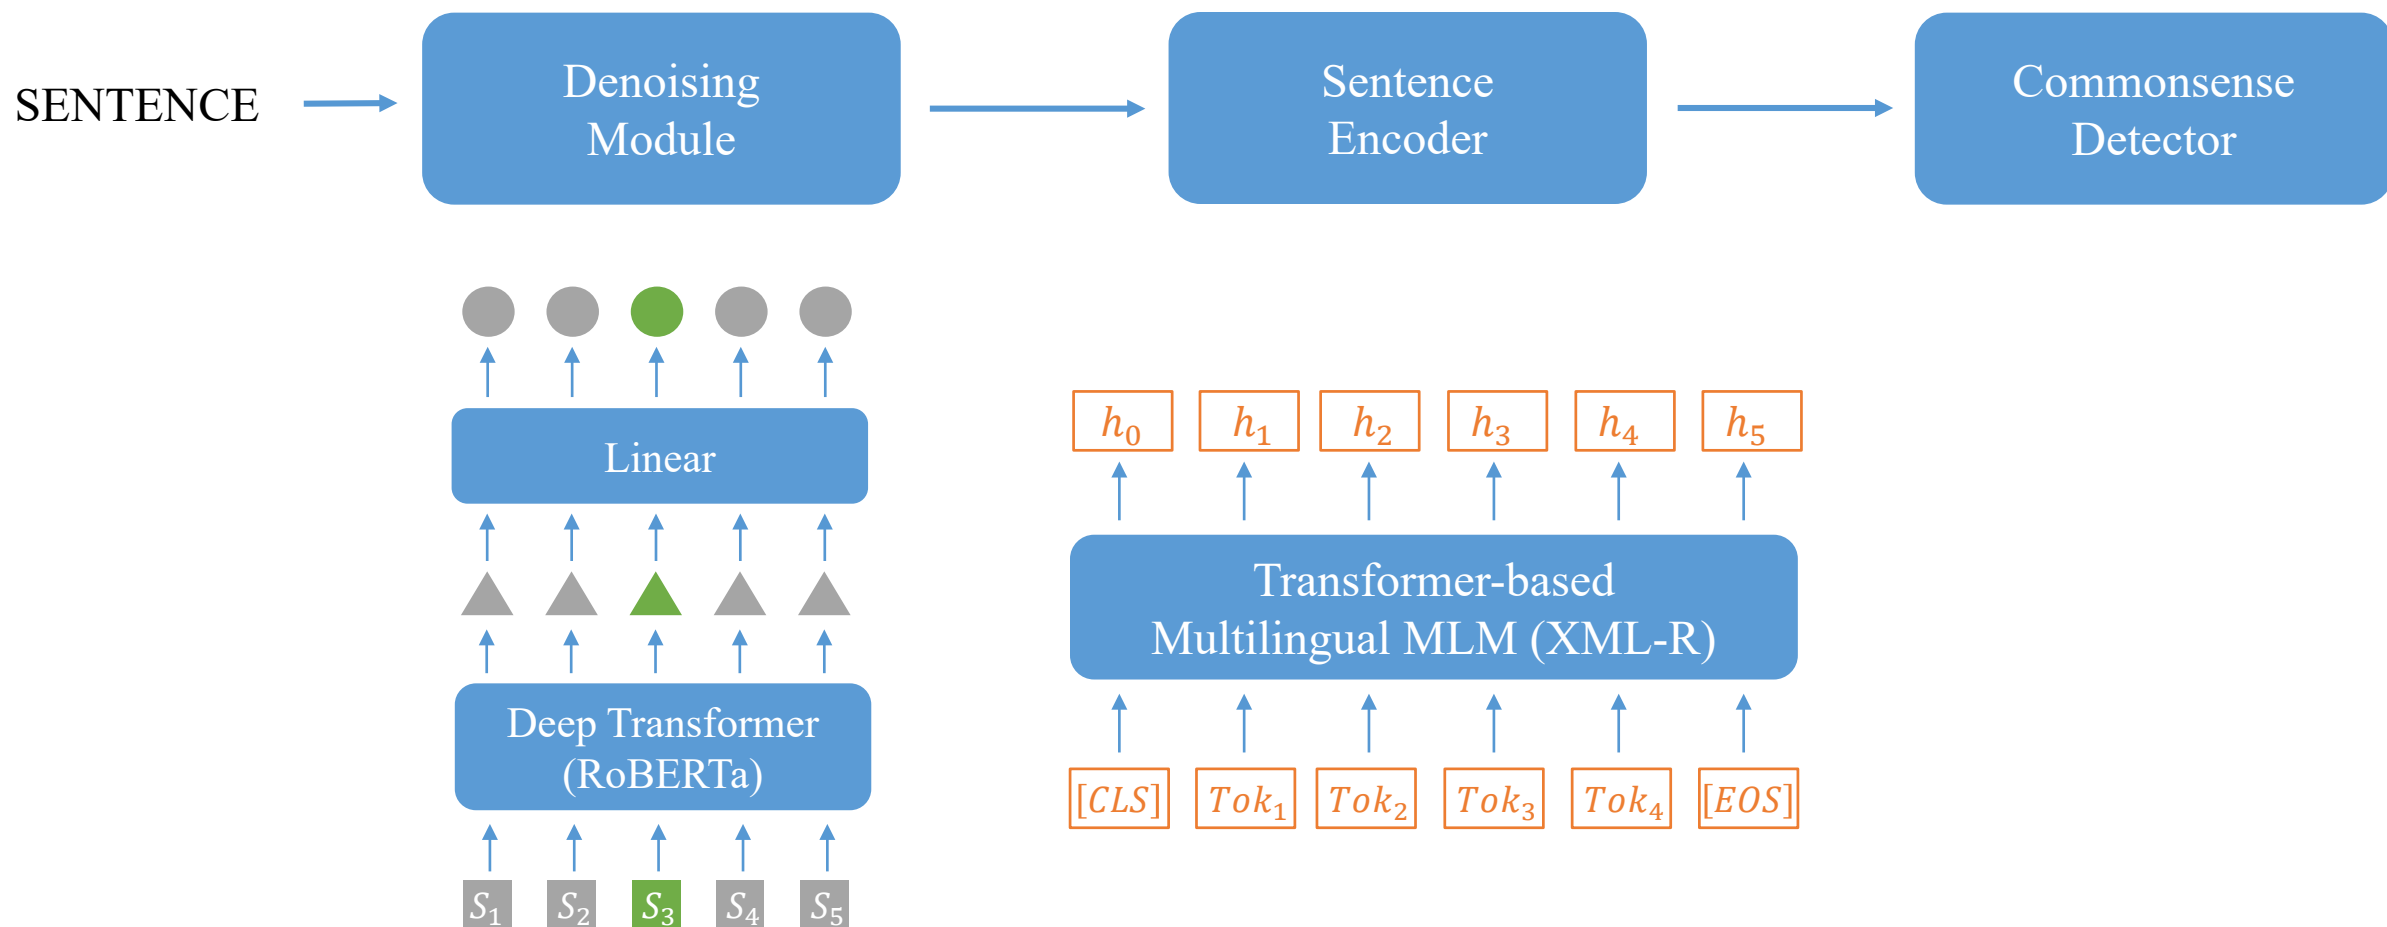 SENTENCE
Denoising
Module
Sentence
Encoder
Commonsense
Detector
Linear
Deep Transformer
(RoBERTa)
S₁ S₂ S₃ S₄ S₅
h₀ h₁ h₂ h₃ h₄ h₅
Transformer-based
Multilingual MLM (XML-R)
[CLS] Tok₁ Tok₂ Tok₃ Tok₄ [EOS]